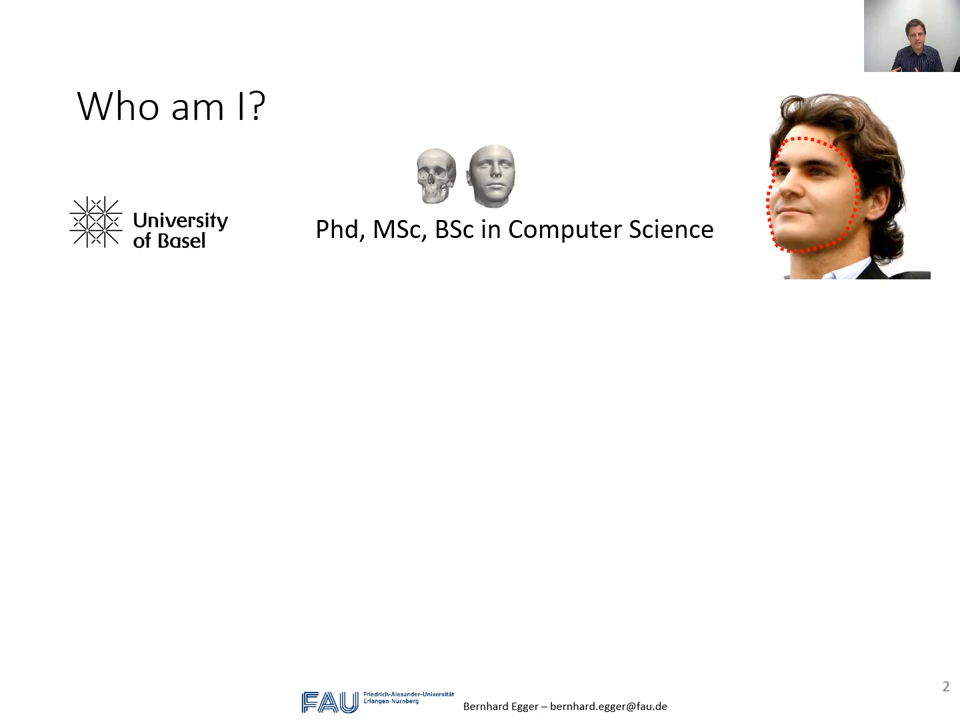 Who am I?
University
of Basel
Phd, MSc, BSc in Computer Science
2
FAU Friedrich-Alexander-Universität
Erlangen-Nürnberg
Bernhard Egger – bernhard.egger@fau.de